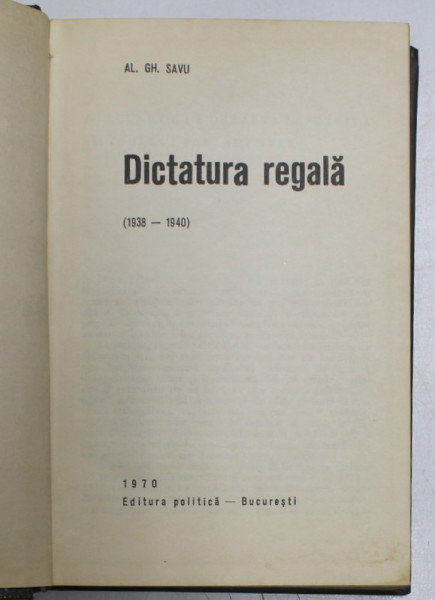 AL. GH. SAVU
Dictatura regală
(1938 — 1940)
1970
Editura politică — București